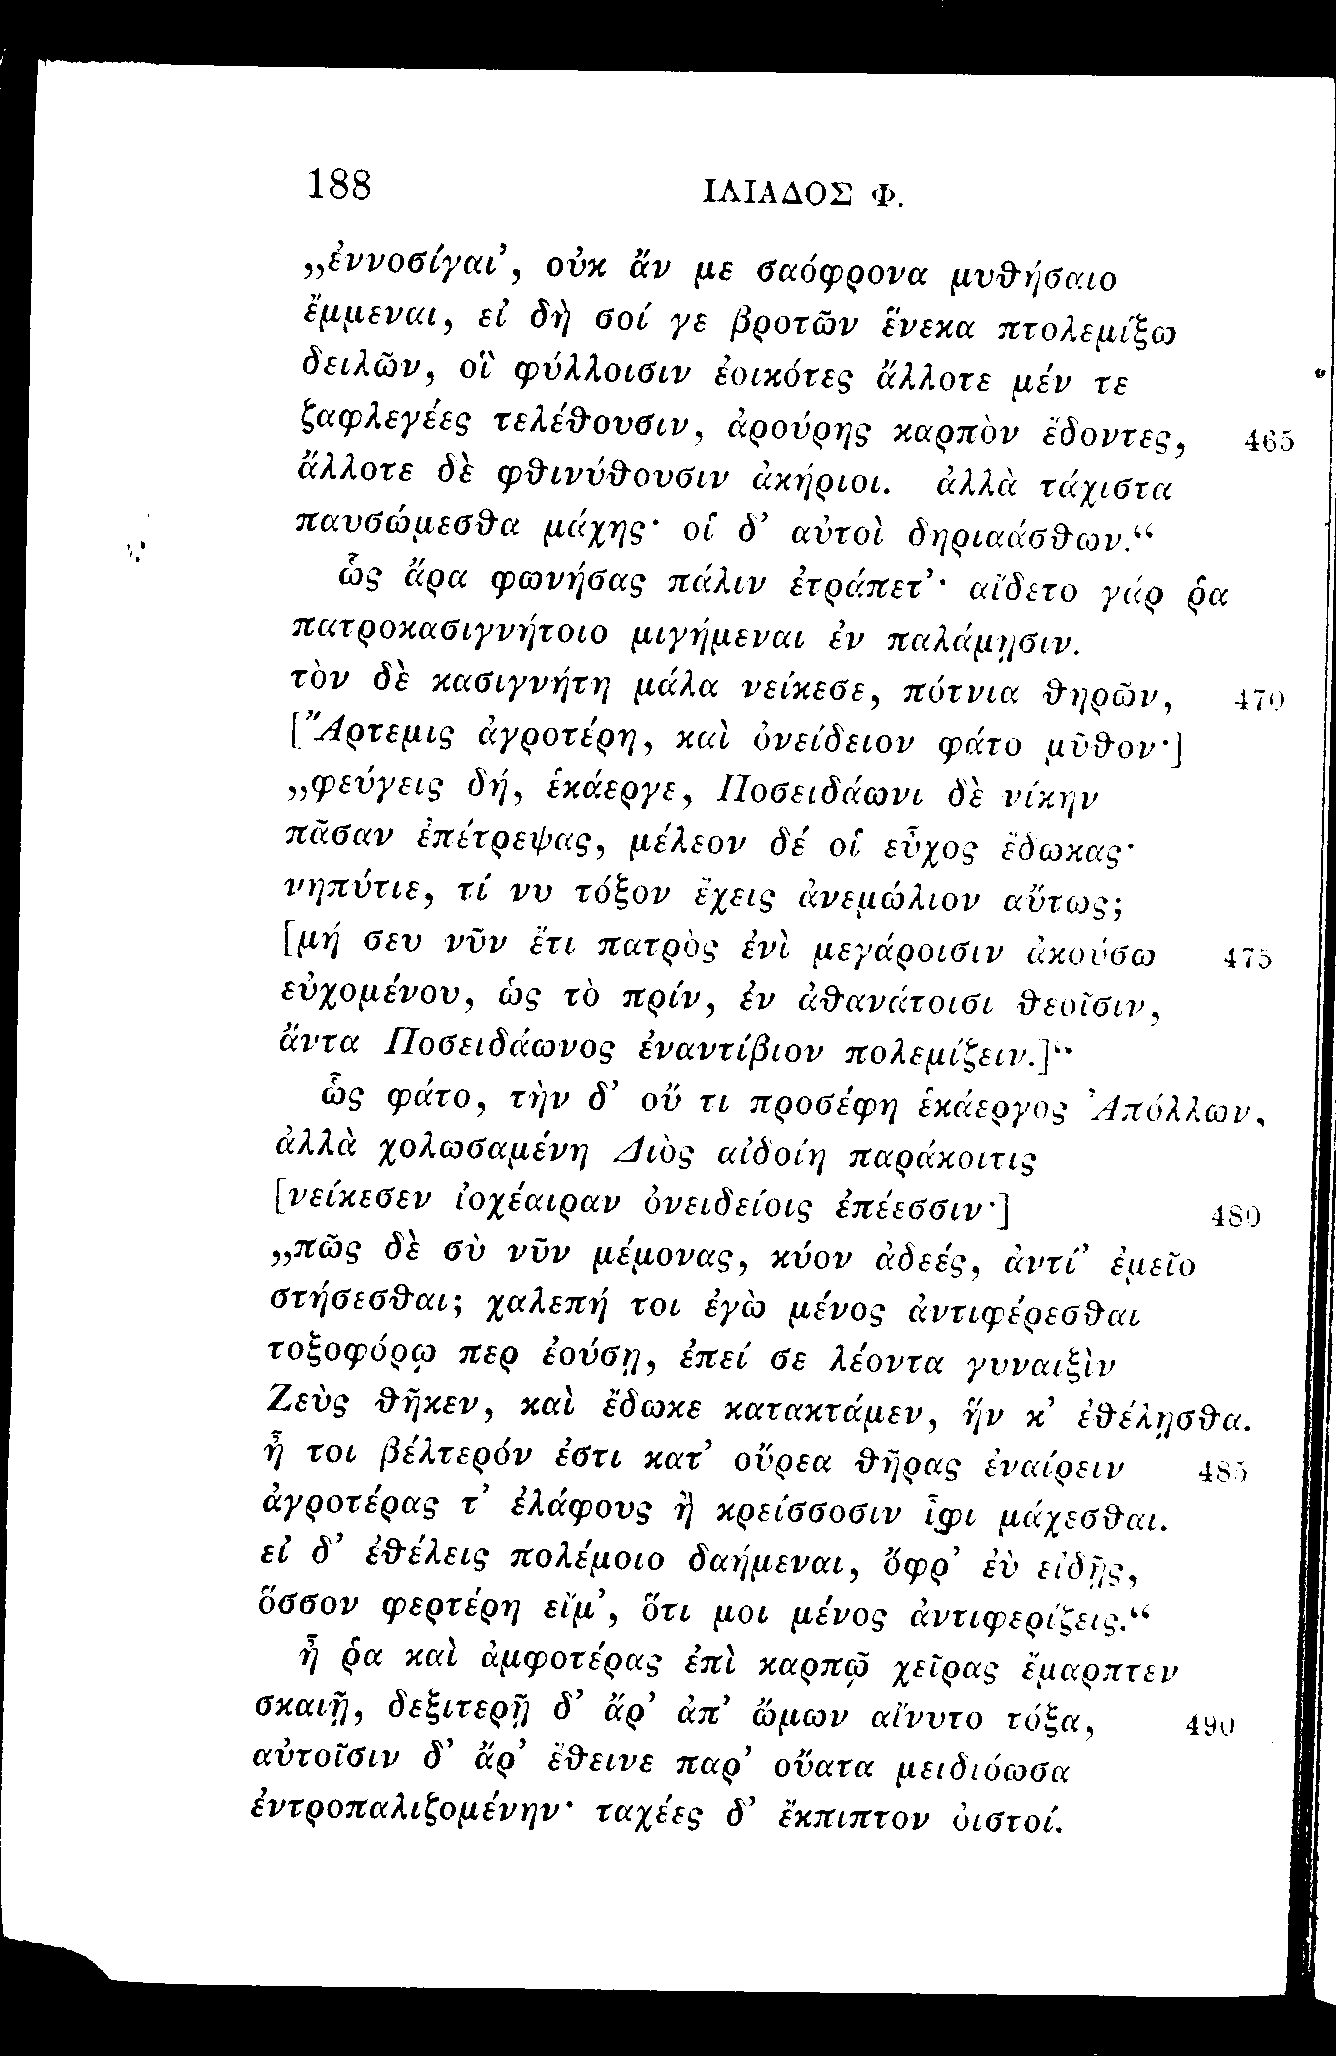 188 ΙΛΙΑΔΟΣ Φ.
„ἐννοσίγαι’, οὐκ ἄν με σαόφρονα μυθήσαιο
ἔμμεναι, εἰ δὴ σοί γε βροτῶν ἕνεκα πτολεμίξω
δειλῶν, οἳ φύλλοισιν ἐοικότες ἄλλοτε μέν τε
ζαφλεγέες τελέθουσιν, ἀρούρης καρπὸν ἔδοντες, 465
ἄλλοτε δὲ φθινύθουσιν ἀκήριοι. ἀλλὰ τάχιστα
παυσώμεσθα μάχης· οἱ δ’ αὐτοὶ δηριαάσθων.“
ὣς ἄρα φωνήσας πάλιν ἐτράπετ’· αἴδετο γάρ ῥα
πατροκασιγνήτοιο μιγήμεναι ἐν παλάμῃσιν.
τὸν δὲ κασιγνήτη μάλα νείκεσε, πότνια θηρῶν, 470
[Ἄρτεμις ἀγροτέρη, καὶ ὀνείδειον φάτο μῦθον·]
„φεύγεις δή, ἑκάεργε, Ποσειδάωνι δὲ νίκην
πᾶσαν ἐπέτρεψας, μέλεον δέ οἱ εὖχος ἔδωκας·
νηπύτιε, τί νυ τόξον ἔχεις ἀνεμώλιον αὔτως;
[μή σευ νῦν ἔτι πατρὸς ἐνὶ μεγάροισιν ἀκούσω 475
εὐχομένου, ὡς τὸ πρίν, ἐν ἀθανάτοισι θεοῖσιν,
ἄντα Ποσειδάωνος ἐναντίβιον πολεμίζειν.]“
ὣς φάτο, τὴν δ’ οὔ τι προσέφη ἑκάεργος Ἀπόλλων,
ἀλλὰ χολωσαμένη Διὸς αἰδοίη παράκοιτις
[νείκεσεν ἰοχέαιραν ὀνειδείοις ἐπέεσσιν·] 480
„πῶς δὲ σὺ νῦν μέμονας, κύον ἀδεές, ἀντί’ ἐμεῖο
στήσεσθαι; χαλεπή τοι ἐγὼ μένος ἀντιφέρεσθαι
τοξοφόρῳ περ ἐούσῃ, ἐπεί σε λέοντα γυναιξὶν
Ζεὺς θῆκεν, καὶ ἔδωκε κατακτάμεν, ἥν κ’ ἐθέλῃσθα.
ἦ τοι βέλτερόν ἐστι κατ’ οὔρεα θῆρας ἐναίρειν 485
ἀγροτέρας τ’ ἐλάφους ἢ κρείσσοσιν ἶφι μάχεσθαι.
εἰ δ’ ἐθέλεις πολέμοιο δαήμεναι, ὄφρ’ ἐὺ εἰδῇς,
ὅσσον φερτέρη εἴμ’, ὅτι μοι μένος ἀντιφερίζεις.“
ἦ ῥα καὶ ἀμφοτέρας ἐπὶ καρπῷ χεῖρας ἔμαρπτεν
σκαιῇ, δεξιτερῇ δ’ ἄρ’ ἀπ’ ὤμων αἴνυτο τόξα, 490
αὐτοῖσιν δ’ ἄρ’ ἔθεινε παρ’ οὔατα μειδιόωσα
ἐντροπαλιζομένην· ταχέες δ’ ἔκπιπτον ὀιστοί.